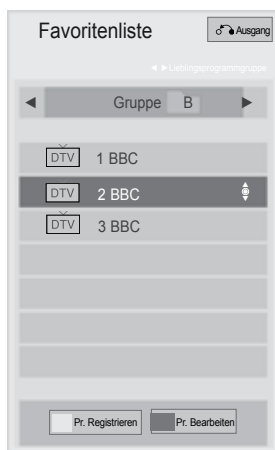 Favoritenliste
Ausgang
◄ ►Lieblingsprogrammgruppe
◄ Gruppe B ►
DTV 1 BBC
DTV 2 BBC
DTV 3 BBC
Pr. Registrieren
Pr. Bearbeiten